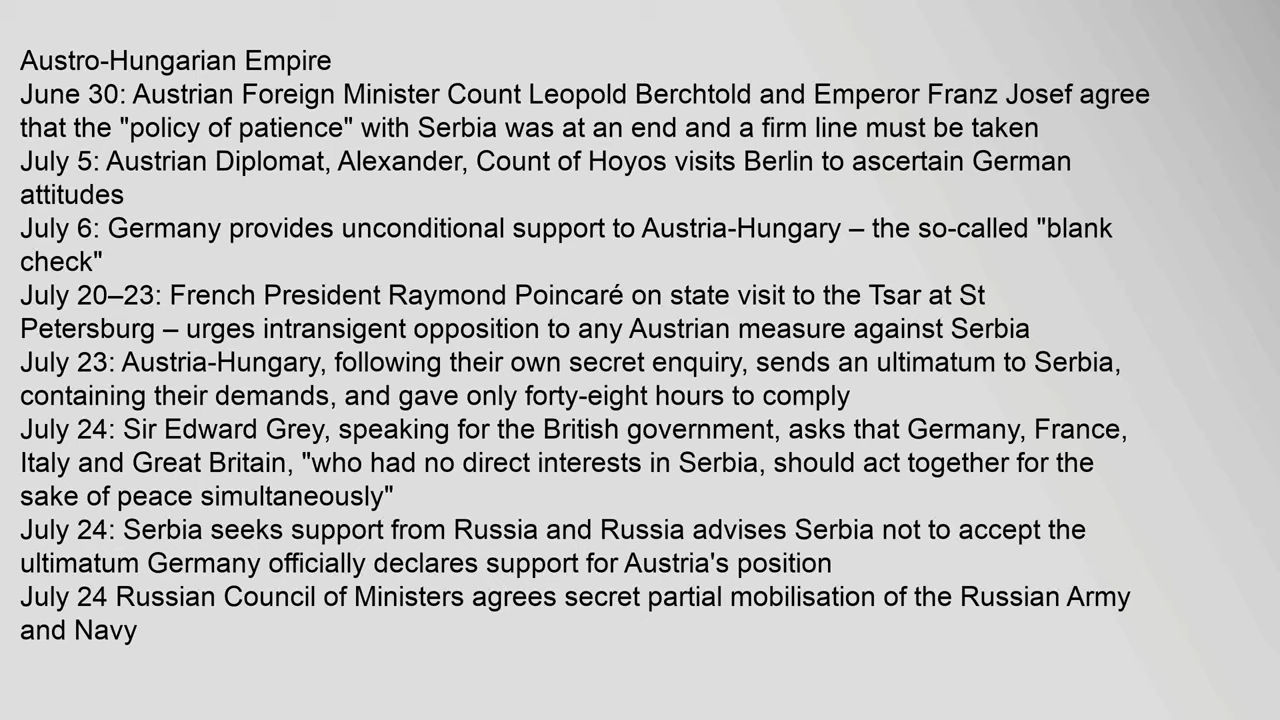 Austro-Hungarian Empire
June 30: Austrian Foreign Minister Count Leopold Berchtold and Emperor Franz Josef agree
that the "policy of patience" with Serbia was at an end and a firm line must be taken
July 5: Austrian Diplomat, Alexander, Count of Hoyos visits Berlin to ascertain German
attitudes
July 6: Germany provides unconditional support to Austria-Hungary – the so-called "blank
check"
July 20–23: French President Raymond Poincaré on state visit to the Tsar at St
Petersburg – urges intransigent opposition to any Austrian measure against Serbia
July 23: Austria-Hungary, following their own secret enquiry, sends an ultimatum to Serbia,
containing their demands, and gave only forty-eight hours to comply
July 24: Sir Edward Grey, speaking for the British government, asks that Germany, France,
Italy and Great Britain, "who had no direct interests in Serbia, should act together for the
sake of peace simultaneously"
July 24: Serbia seeks support from Russia and Russia advises Serbia not to accept the
ultimatum Germany officially declares support for Austria's position
July 24 Russian Council of Ministers agrees secret partial mobilisation of the Russian Army
and Navy